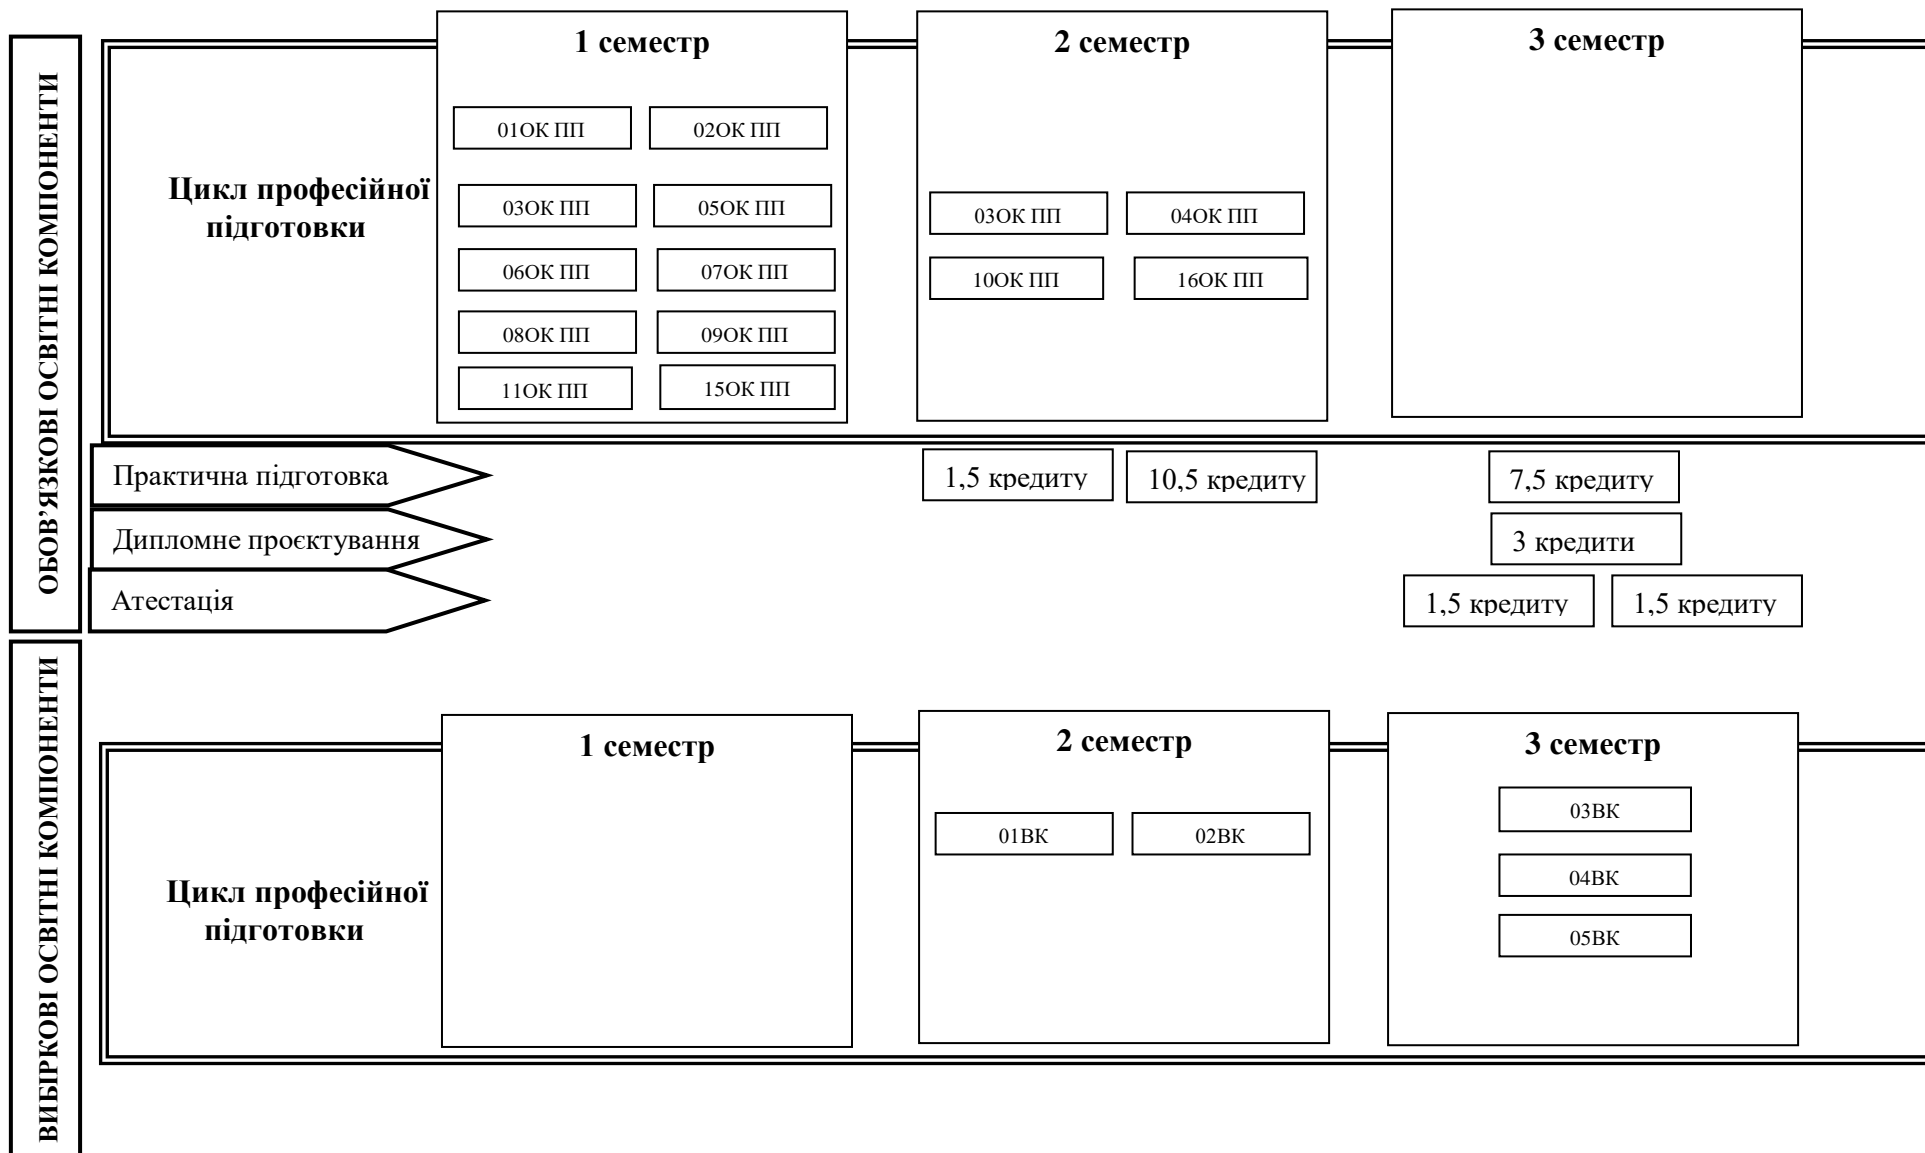 ОБОВ’ЯЗКОВІ ОСВІТНІ КОМПІОНЕНТИ
1 семестр
2 семестр
3 семестр
Цикл професійної
підготовки
01ОК ПП
02ОК ПП
03ОК ПП
05ОК ПП
06ОК ПП
07ОК ПП
08ОК ПП
09ОК ПП
11ОК ПП
15ОК ПП
03ОК ПП
04ОК ПП
10ОК ПП
16ОК ПП
Практична підготовка
1,5 кредиту
10,5 кредиту
7,5 кредиту
Дипломне проєктування
3 кредити
Атестація
1,5 кредиту
1,5 кредиту
ВИБІРКОВІ ОСВІТНІ КОМПІОНЕНТИ
1 семестр
2 семестр
3 семестр
Цикл професійної
підготовки
01ВК
02ВК
03ВК
04ВК
05ВК